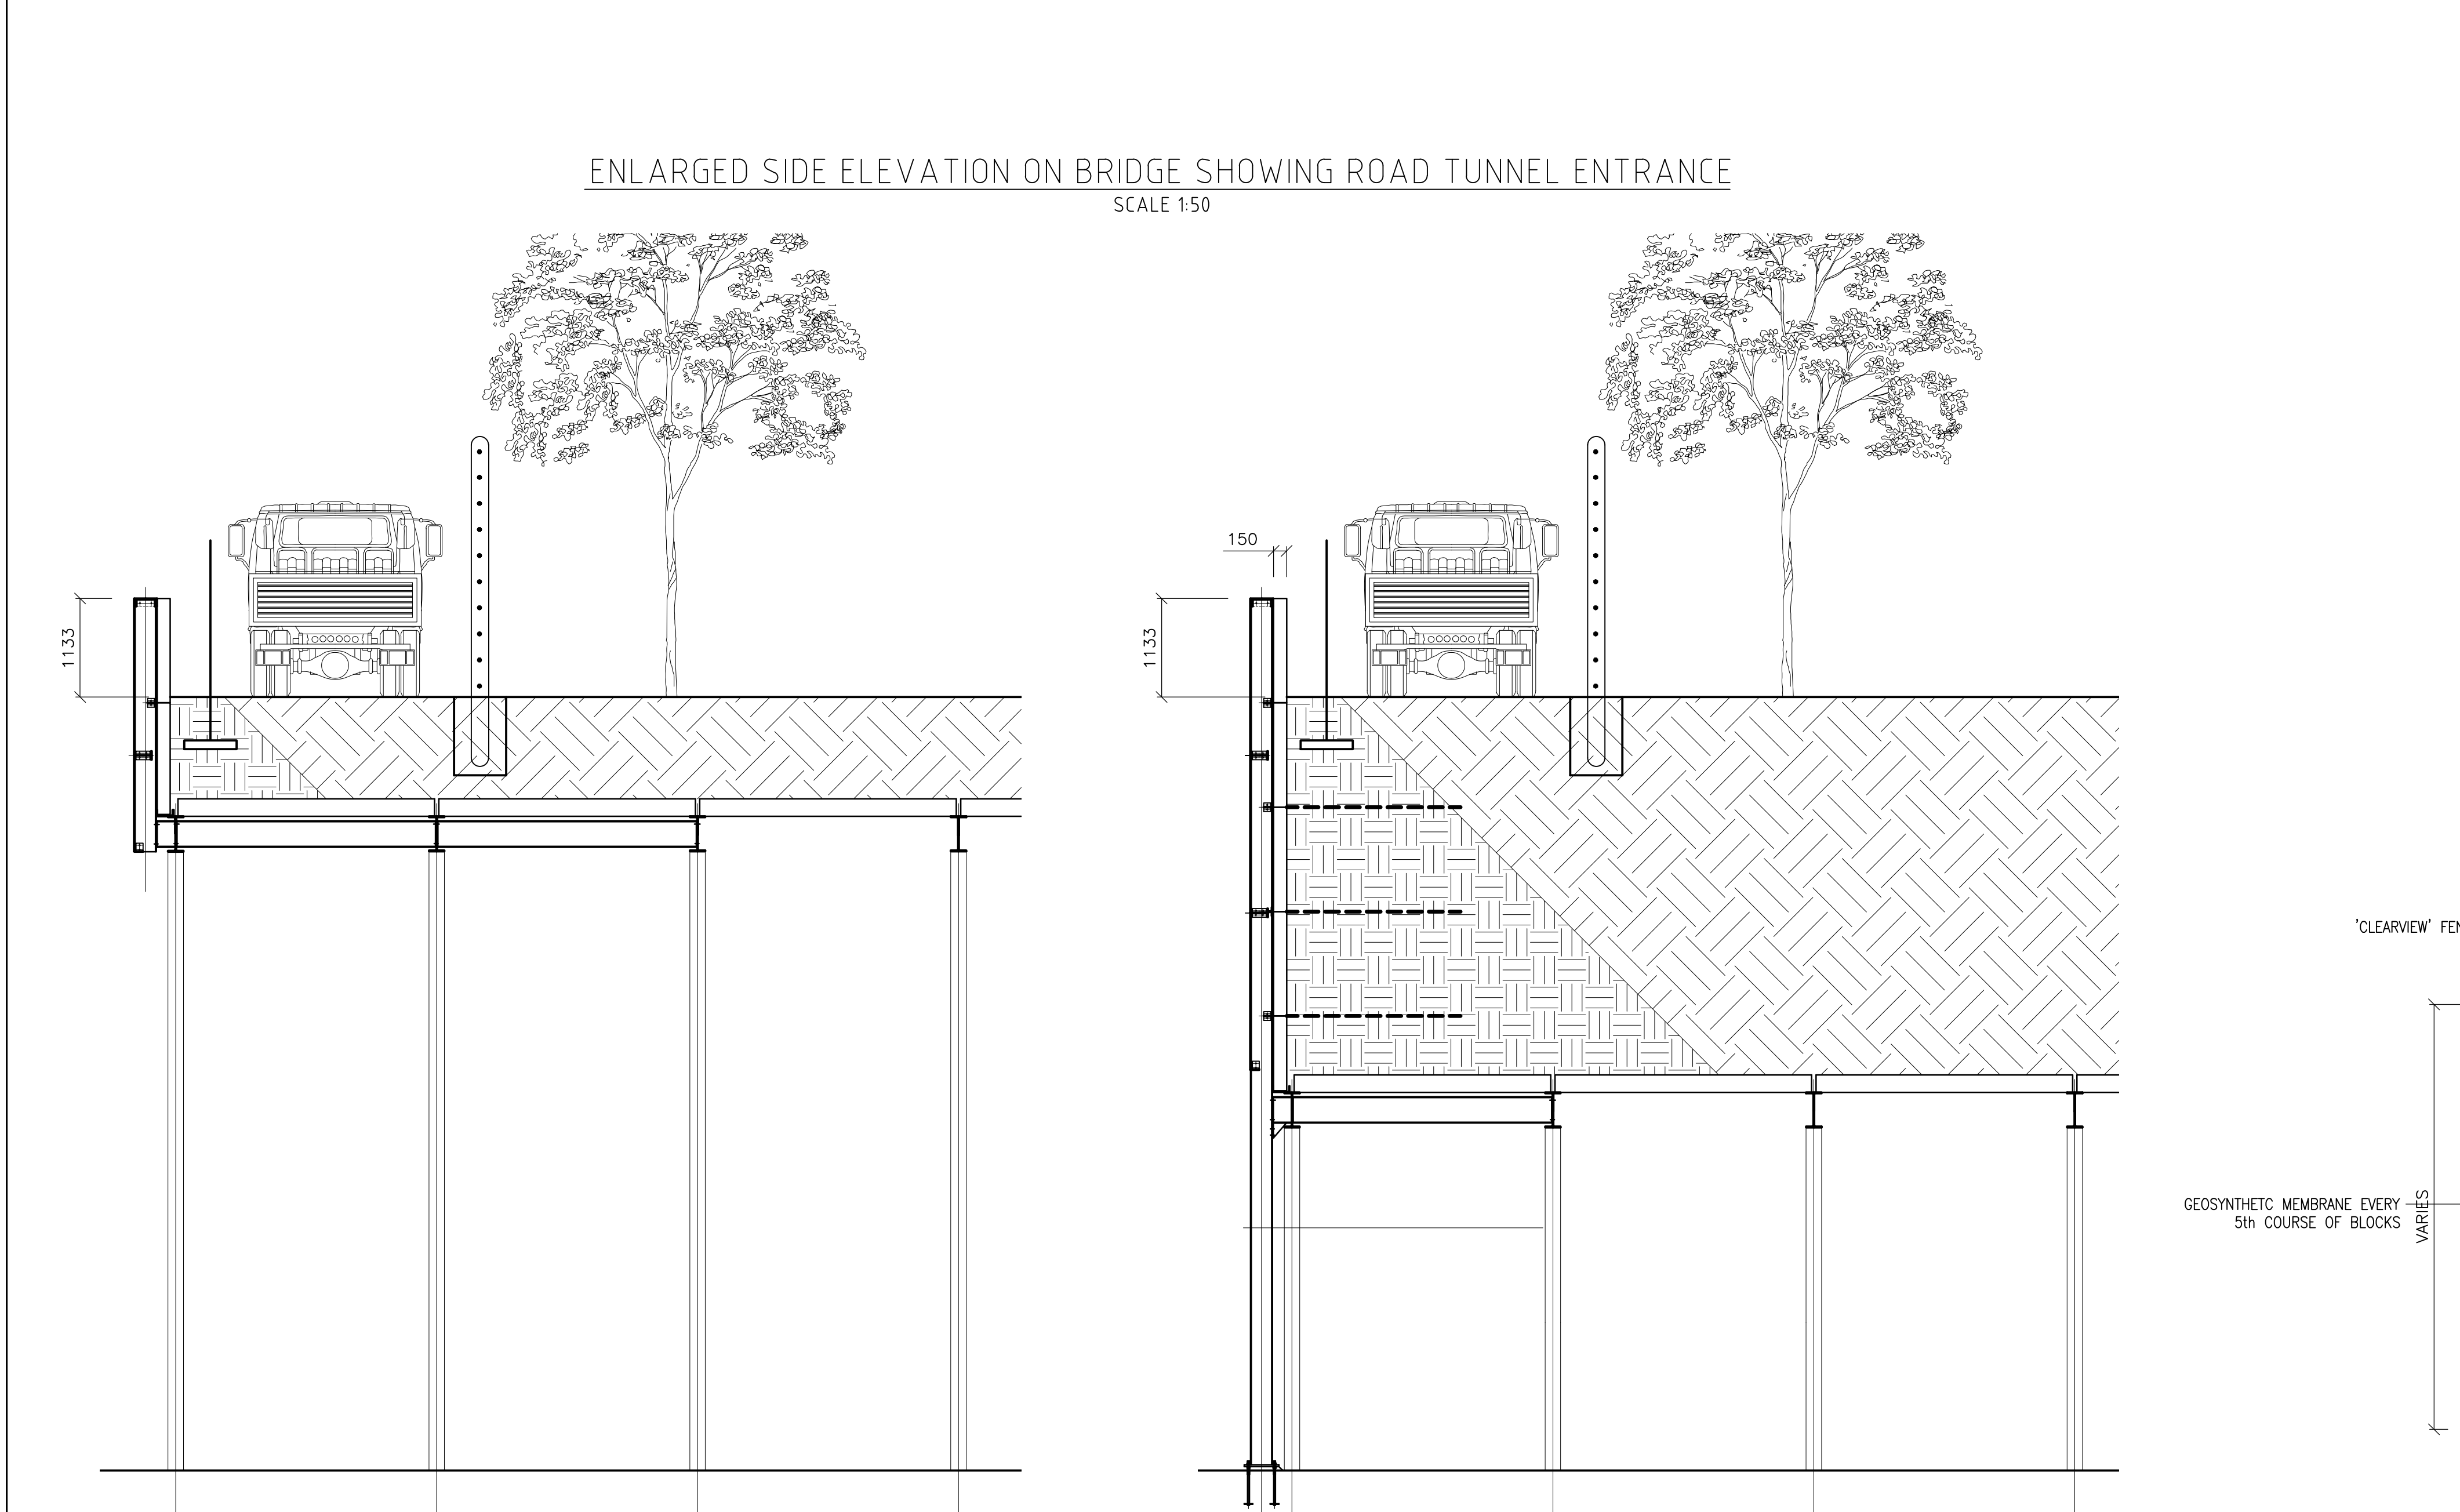 ENLARGED SIDE ELEVATION ON BRIDGE SHOWING ROAD TUNNEL ENTRANCE
SCALE 1:50
150
1133
1133
'CLEARVIEW' FEN
GEOSYNTHETC MEMBRANE EVERY
5th COURSE OF BLOCKS
VARIES